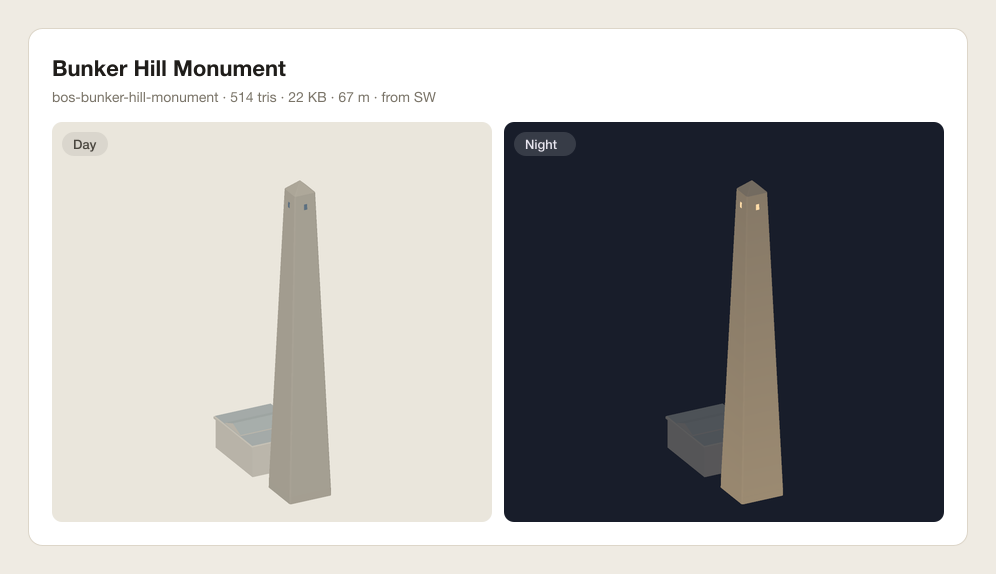 Bunker Hill Monument
bos-bunker-hill-monument · 514 tris · 22 KB · 67 m · from SW
Day
Night